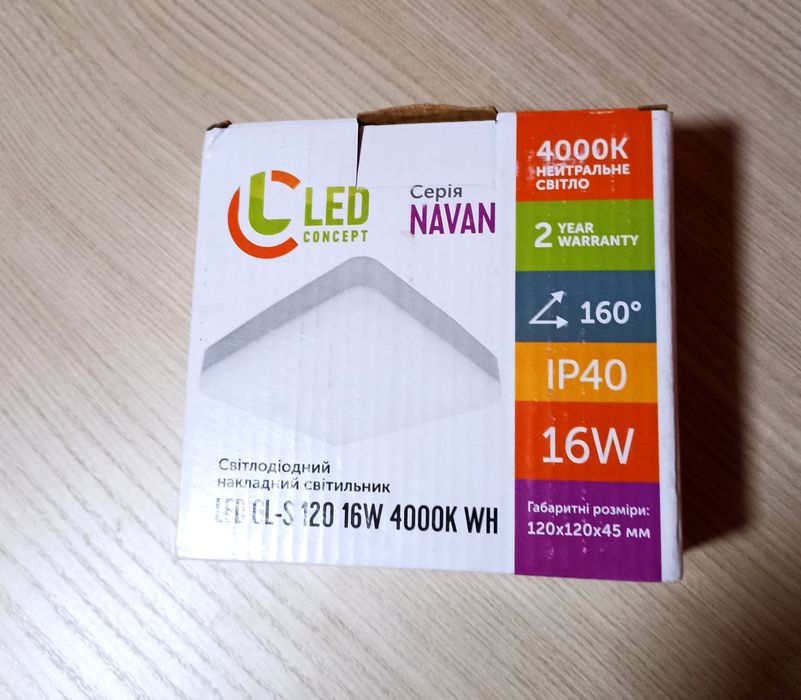 LED
CONCEPT
Серія
NAVAN
4000K
НЕЙТРАЛЬНЕ
СВІТЛО
2 YEAR
WARRANTY
160°
IP40
16W
Світлодіодний
накладний світильник
LED GL-S 120 16W 4000K WH
Габаритні розміри:
120x120x45 мм